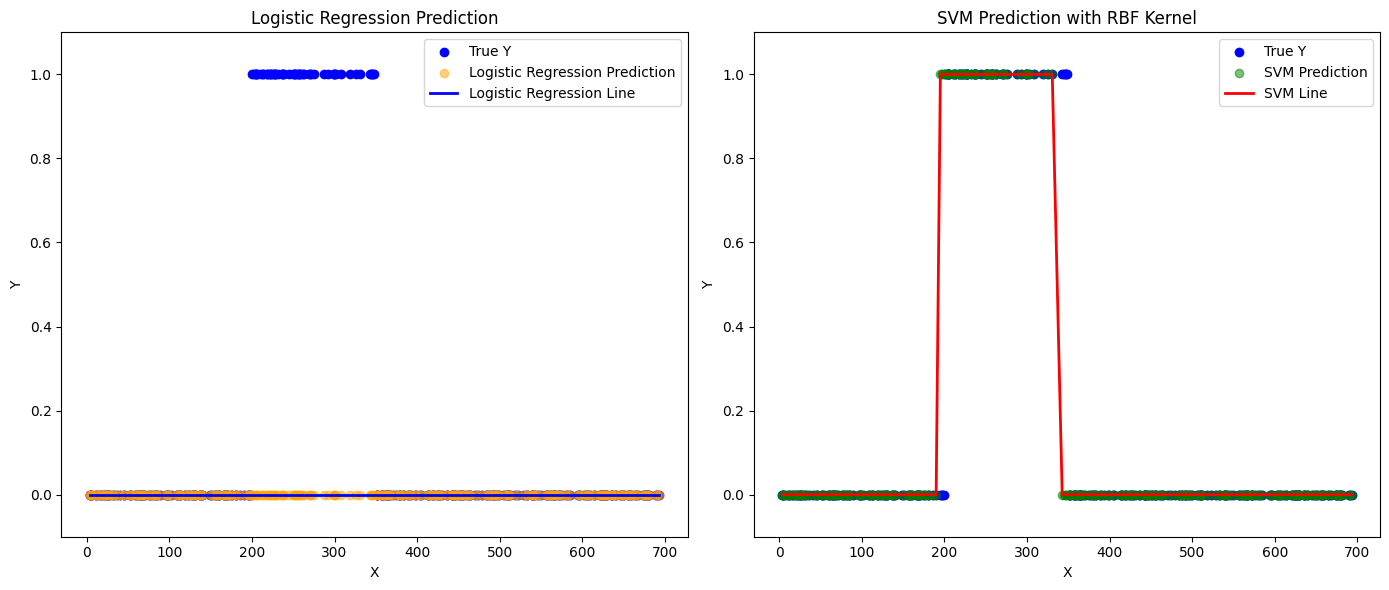 Logistic Regression Prediction
True Y
Logistic Regression Prediction
Logistic Regression Line
1.0
0.8
0.6
0.4
0.2
0.0
Y
0 100 200 300 400 500 600 700
X
SVM Prediction with RBF Kernel
True Y
SVM Prediction
SVM Line
1.0
0.8
0.6
0.4
0.2
0.0
Y
0 100 200 300 400 500 600 700
X